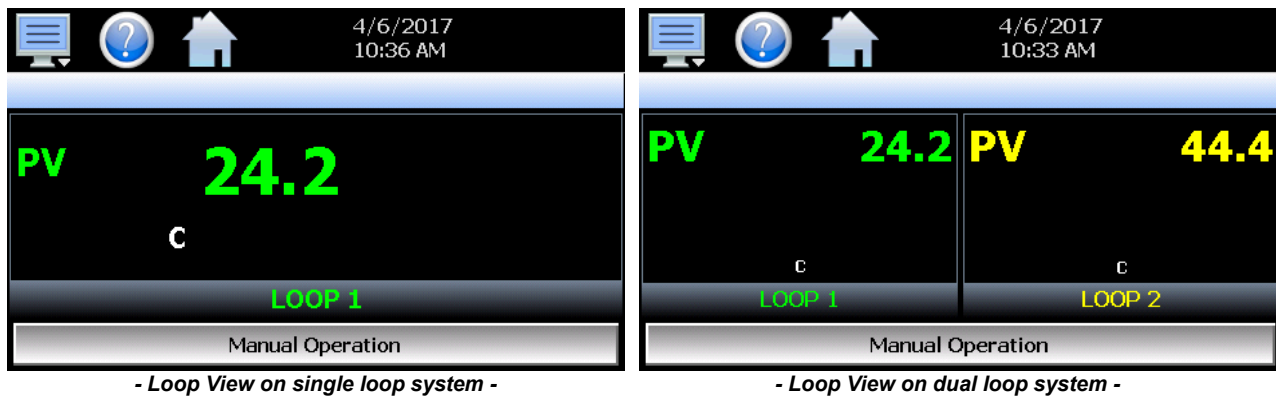 4/6/2017
10:36 AM
PV 24.2
C
LOOP 1
Manual Operation
- Loop View on single loop system -
4/6/2017
10:33 AM
PV 24.2 PV 44.4
C C
LOOP 1 LOOP 2
Manual Operation
- Loop View on dual loop system -